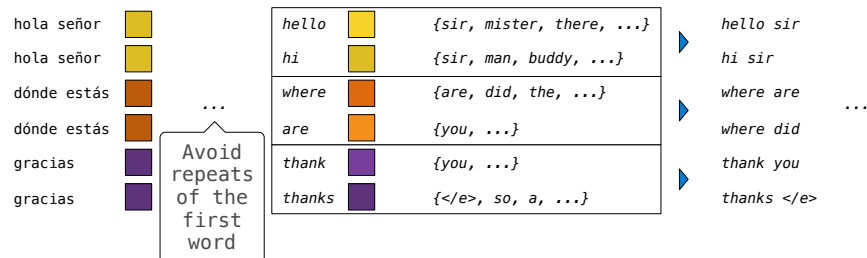 hola señor hello {sir, mister, there, ...} hello sir
hola señor hi {sir, man, buddy, ...} hi sir
dónde estás where {are, did, the, ...} where are
... ...
dónde estás are {you, ...} where did
gracias thank {you, ...} thank you
gracias thanks {</e>, so, a, ...} thanks </e>
Avoid
repeats
of the
first
word